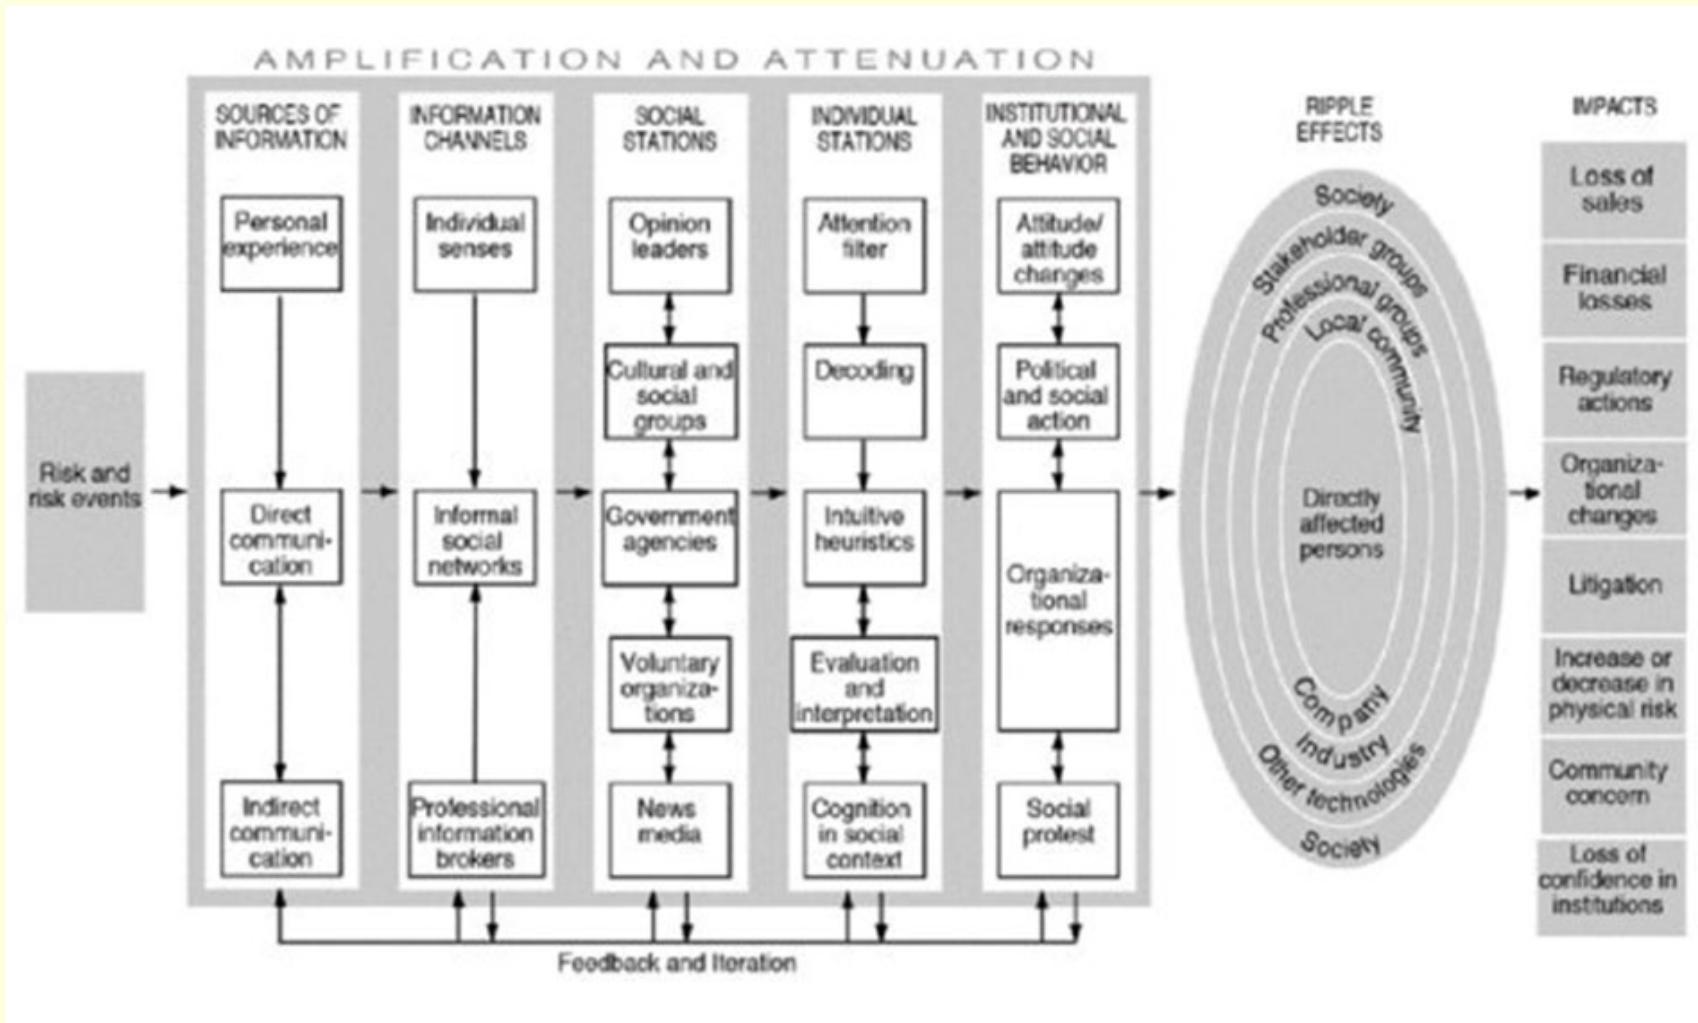 AMPLIFICATION AND ATTENUATION
SOURCES OF
INFORMATION
Personal
experience
Direct
communi-
cation
Indirect
communi-
cation
INFORMATION
CHANNELS
Individual
senses
Informal
social
networks
Professional
information
brokers
SOCIAL
STATIONS
Opinion
leaders
Cultural and
social
groups
Government
agencies
Voluntary
organiza-
tions
News
media
INDIVIDUAL
STATIONS
Attention
filter
Decoding
Intuitive
heuristics
Evaluation
and
interpretation
Cognition
in social
context
INSTITUTIONAL
AND SOCIAL
BEHAVIOR
Attitude/
attitude
changes
Political
and social
action
Organiza-
tional
responses
Social
protest
Risk and
risk events
Feedback and Iteration
RIPPLE
EFFECTS
Society
Stakeholder groups
Professional groups
Local community
Directly
affected
persons
Company
Industry
Other technologies
Society
IMPACTS
Loss of
sales
Financial
losses
Regulatory
actions
Organiza-
tional
changes
Litigation
Increase or
decrease in
physical risk
Community
concern
Loss of
confidence in
institutions